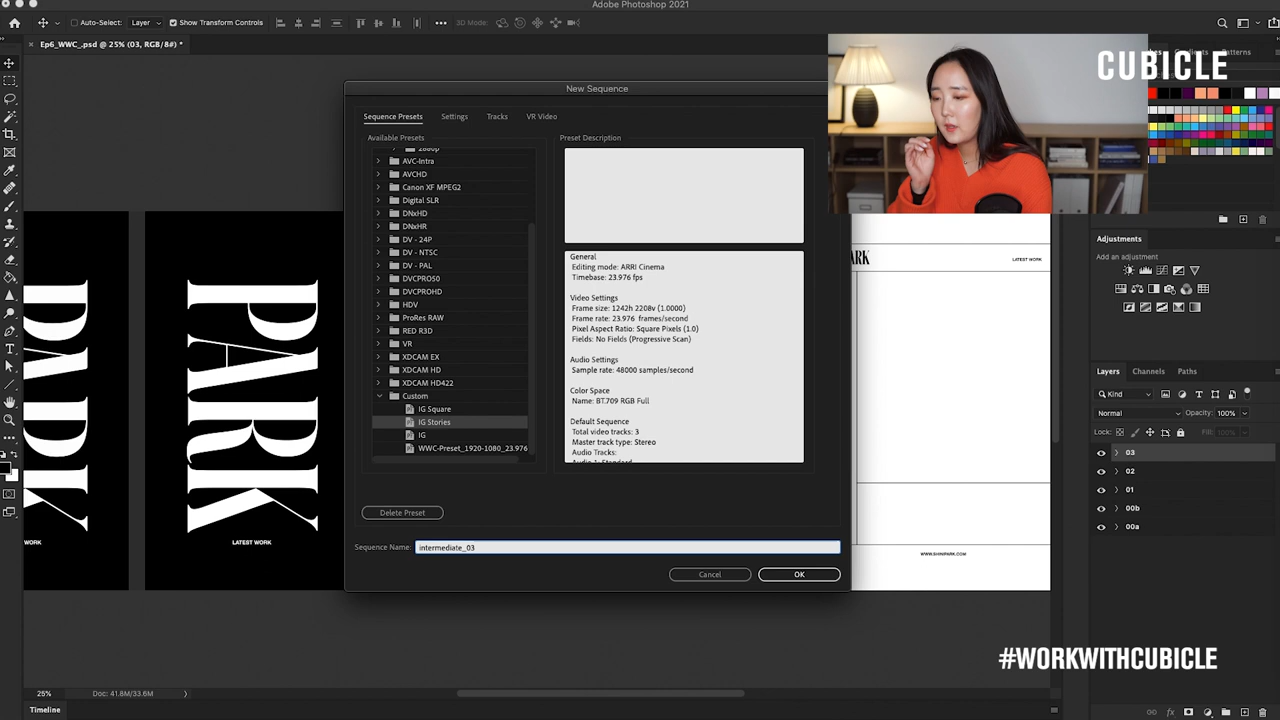 Adobe Photoshop 2021
Auto-Select:
Layer
Show Transform Controls
3D Mode:
Ep6_WWC_.psd @ 25% (03, RGB/8#) *
Gradients
Patterns
CUBICLE
New Sequence
Sequence Presets
Settings
Tracks
VR Video
Available Presets
Preset Description
AVC-Intra
AVCHD
Canon XF MPEG2
Digital SLR
DNxHD
DNxHR
DV - 24P
DV - NTSC
DV - PAL
DVCPRO50
DVCPROHD
HDV
ProRes RAW
RED R3D
VR
XDCAM EX
XDCAM HD
XDCAM HD422
Custom
IG Square
IG Stories
IG
WWC-Preset_1920-1080_23.976
General
Editing mode: ARRI Cinema
Timebase: 23.976 fps
Video Settings
Frame size: 1242h 2208v (1.0000)
Frame rate: 23.976 frames/second
Pixel Aspect Ratio: Square Pixels (1.0)
Fields: No Fields (Progressive Scan)
Audio Settings
Sample rate: 48000 samples/second
Color Space
Name: BT.709 RGB Full
Default Sequence
Total video tracks: 3
Master track type: Stereo
Audio Tracks:
Delete Preset
Sequence Name:
intermediate_03
Cancel
OK
PARK
PARK
WORK
LATEST WORK
ARK
LATEST WORK
WWW.SHINIPARK.COM
Adjustments
Add an adjustment
Layers
Channels
Paths
Kind
Normal
Opacity: 100%
Lock:
Fill: 100%
03
02
01
00b
00a
#WORKWITHCUBICLE
25%
Doc: 41.8M/33.6M
Timeline